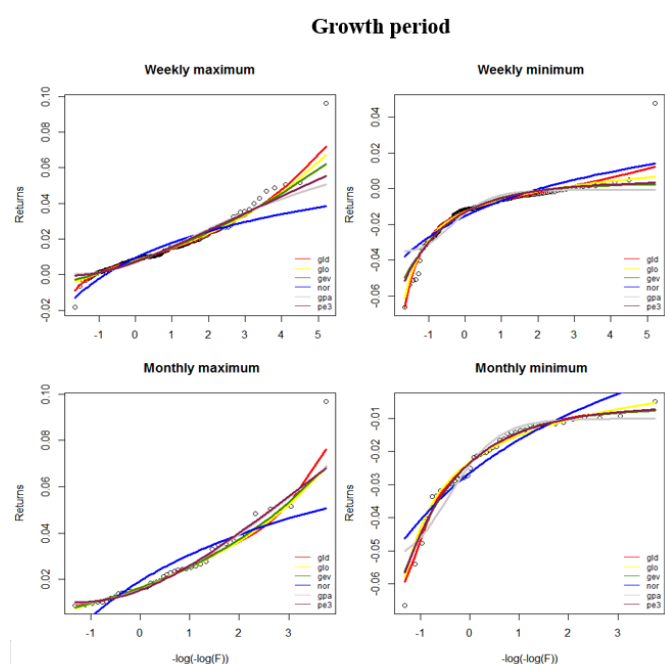 Growth period
Weekly maximum
Returns
-0.02 0.00 0.02 0.04 0.06 0.08 0.10
-1 0 1 2 3 4 5
gld
glo
gev
nor
gpa
pe3
Weekly minimum
Returns
-0.06 -0.04 -0.02 0.00 0.02 0.04
-1 0 1 2 3 4 5
gld
glo
gev
nor
gpa
pe3
Monthly maximum
Returns
0.02 0.04 0.06 0.08 0.10
-1 0 1 2 3
-log(-log(F))
gld
glo
gev
nor
gpa
pe3
Monthly minimum
Returns
-0.06 -0.05 -0.04 -0.03 -0.02 -0.01
-1 0 1 2 3
-log(-log(F))
gld
glo
gev
nor
gpa
pe3